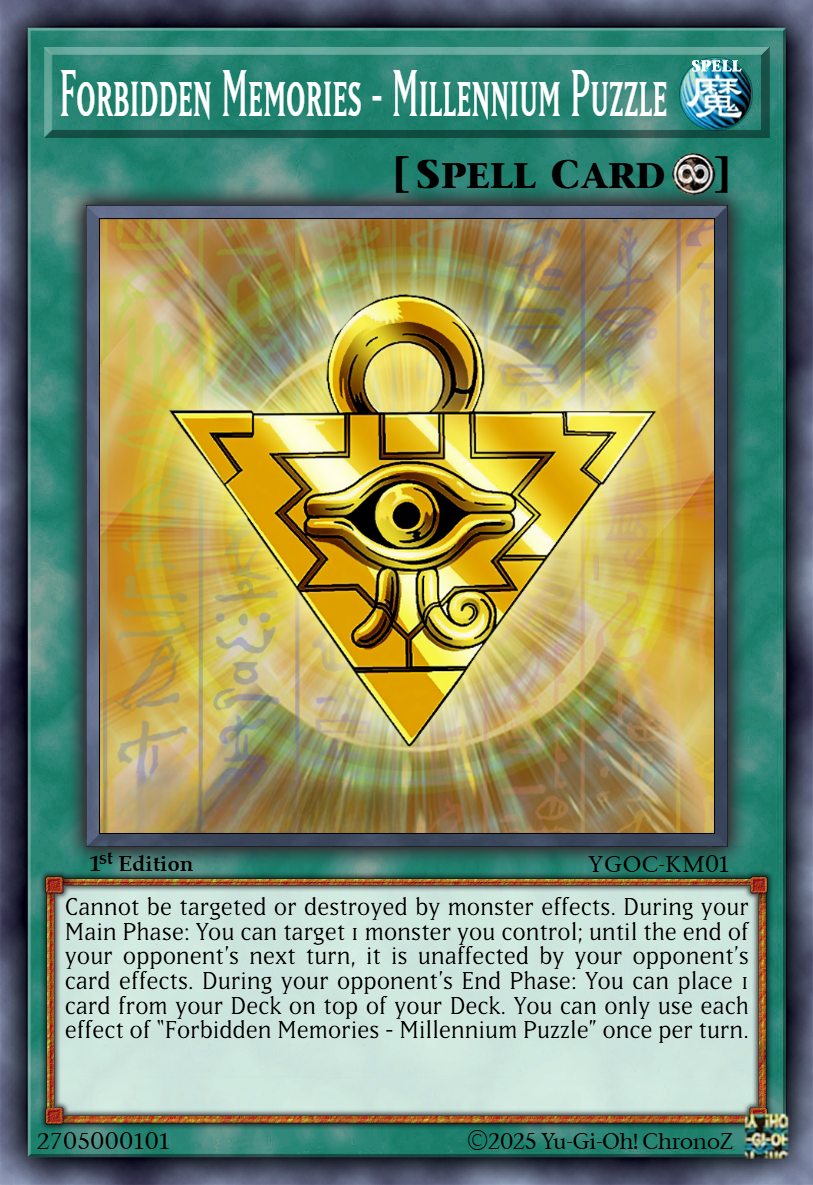 Forbidden Memories - Millennium Puzzle
SPELL
魔
[Spell Card ∞]
1st Edition
YGOC-KM01
Cannot be targeted or destroyed by monster effects. During your
Main Phase: You can target 1 monster you control; until the end of
your opponent's next turn, it is unaffected by your opponent's
card effects. During your opponent's End Phase: You can place 1
card from your Deck on top of your Deck. You can only use each
effect of "Forbidden Memories - Millennium Puzzle" once per turn.
2705000101
©2025 Yu-Gi-Oh! ChronoZ